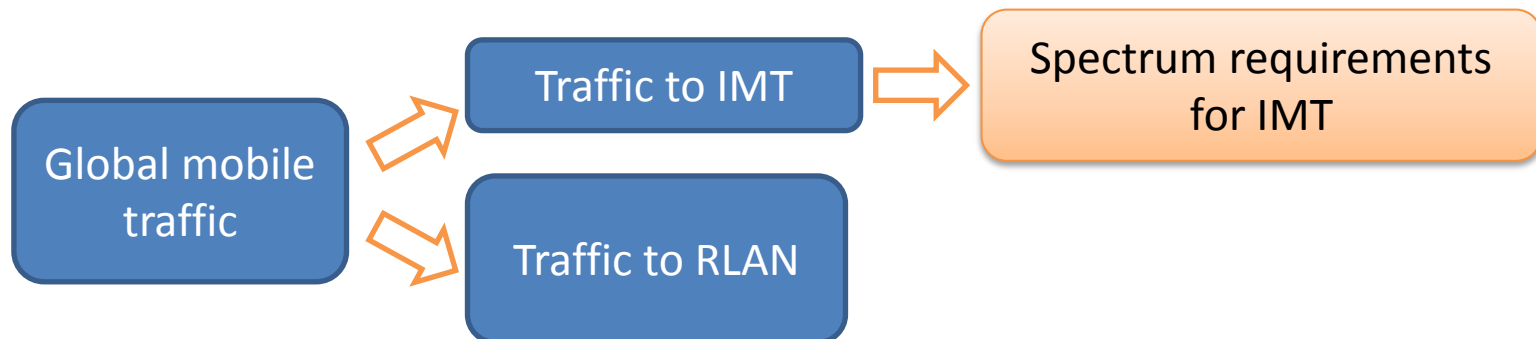 Global mobile
traffic
Traffic to IMT
Traffic to RLAN
Spectrum requirements
for IMT